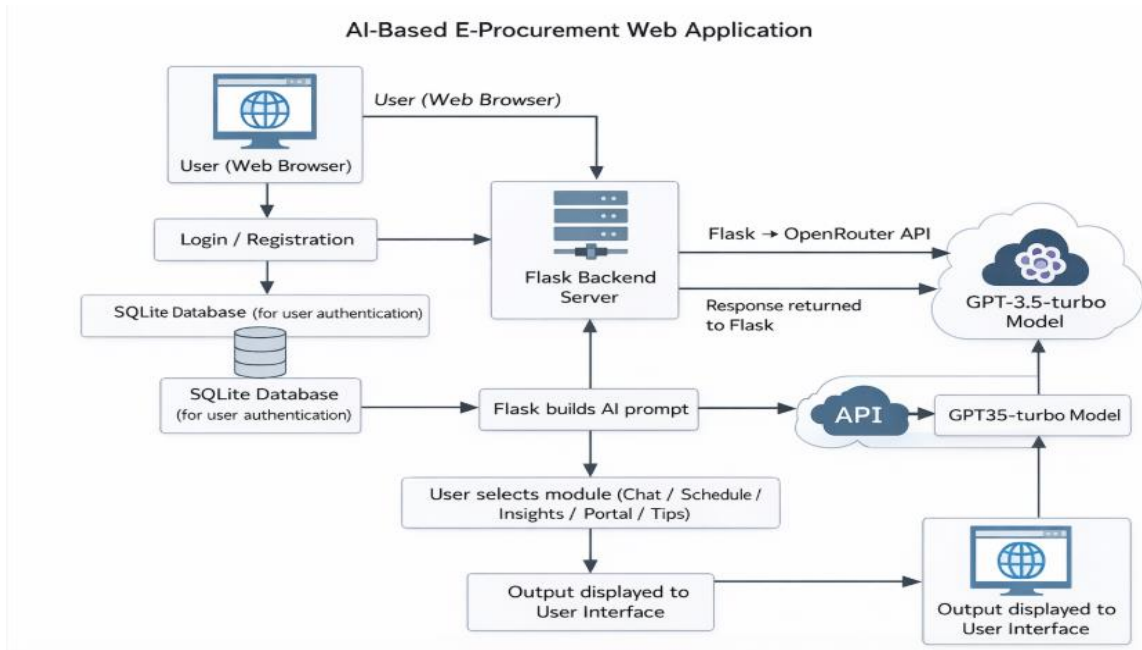 AI-Based E-Procurement Web Application
User (Web Browser)
User (Web Browser)
Login / Registration
Flask Backend
Server
Flask → OpenRouter API
Response returned
to Flask
GPT-3.5-turbo
Model
SQLite Database (for user authentication)
SQLite Database
(for user authentication)
Flask builds AI prompt
API
GPT35-turbo Model
User selects module (Chat / Schedule /
Insights / Portal / Tips)
Output displayed to
User Interface
Output displayed to
User Interface